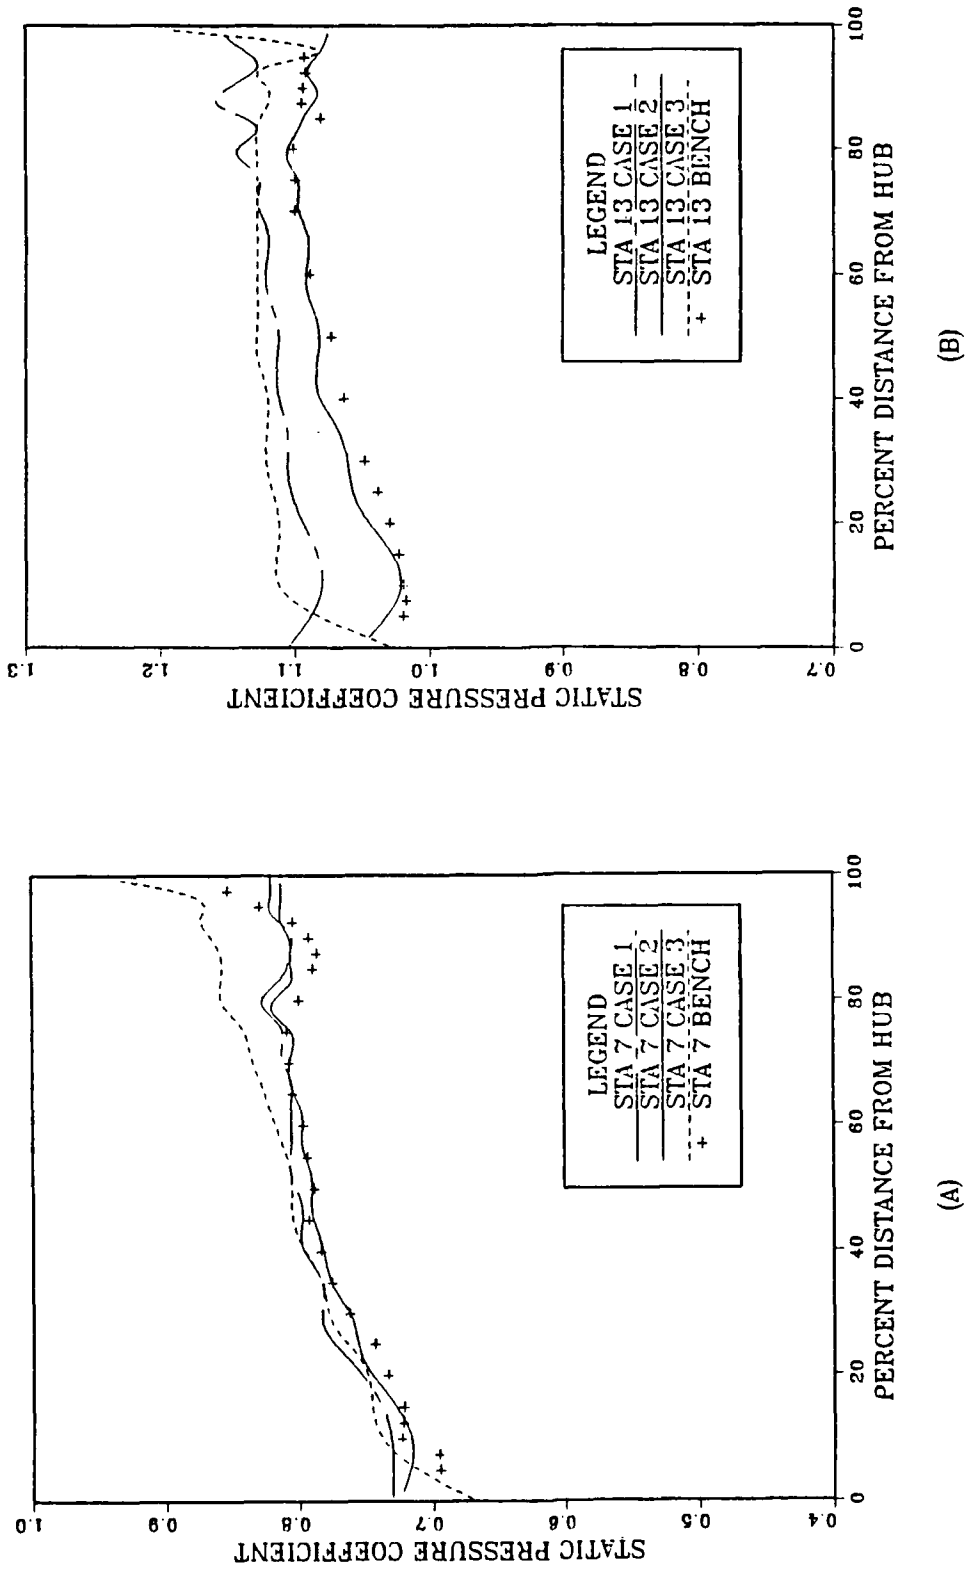 STATIC PRESSURE COEFFICIENT
1.0
0.9
0.8
0.7
0.6
0.5
0.4
0 20 40 60 80 100
PERCENT DISTANCE FROM HUB
LEGEND
STA 7 CASE 1
STA 7 CASE 2
STA 7 CASE 3
STA 7 BENCH
(A)
STATIC PRESSURE COEFFICIENT
1.3
1.2
1.1
1.0
0.9
0.8
0.7
0 20 40 60 80 100
PERCENT DISTANCE FROM HUB
LEGEND
STA 13 CASE 1
STA 13 CASE 2
STA 13 CASE 3
STA 13 BENCH
(B)